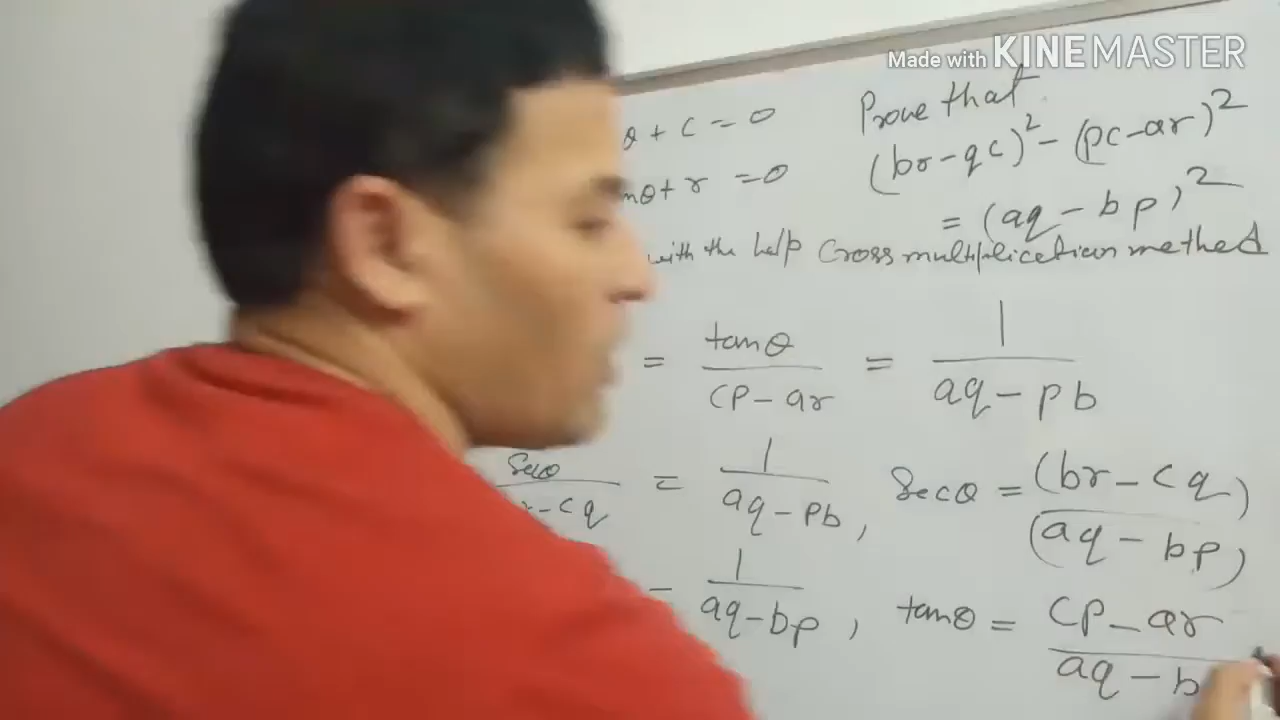 Made with KINEMASTER
θ + c = 0 Prove that
(br - qc)² - (pc - ar)²
nθ + r = 0
= (aq - bp)²
with the help Cross multiplication method
= tanθ / cp - ar = 1 / aq - pb
secθ / r - cq = 1 / aq - pb, Secθ = (br - cq) / (aq - bp)
= 1 / aq - bp, tanθ = cp - ar / aq - b